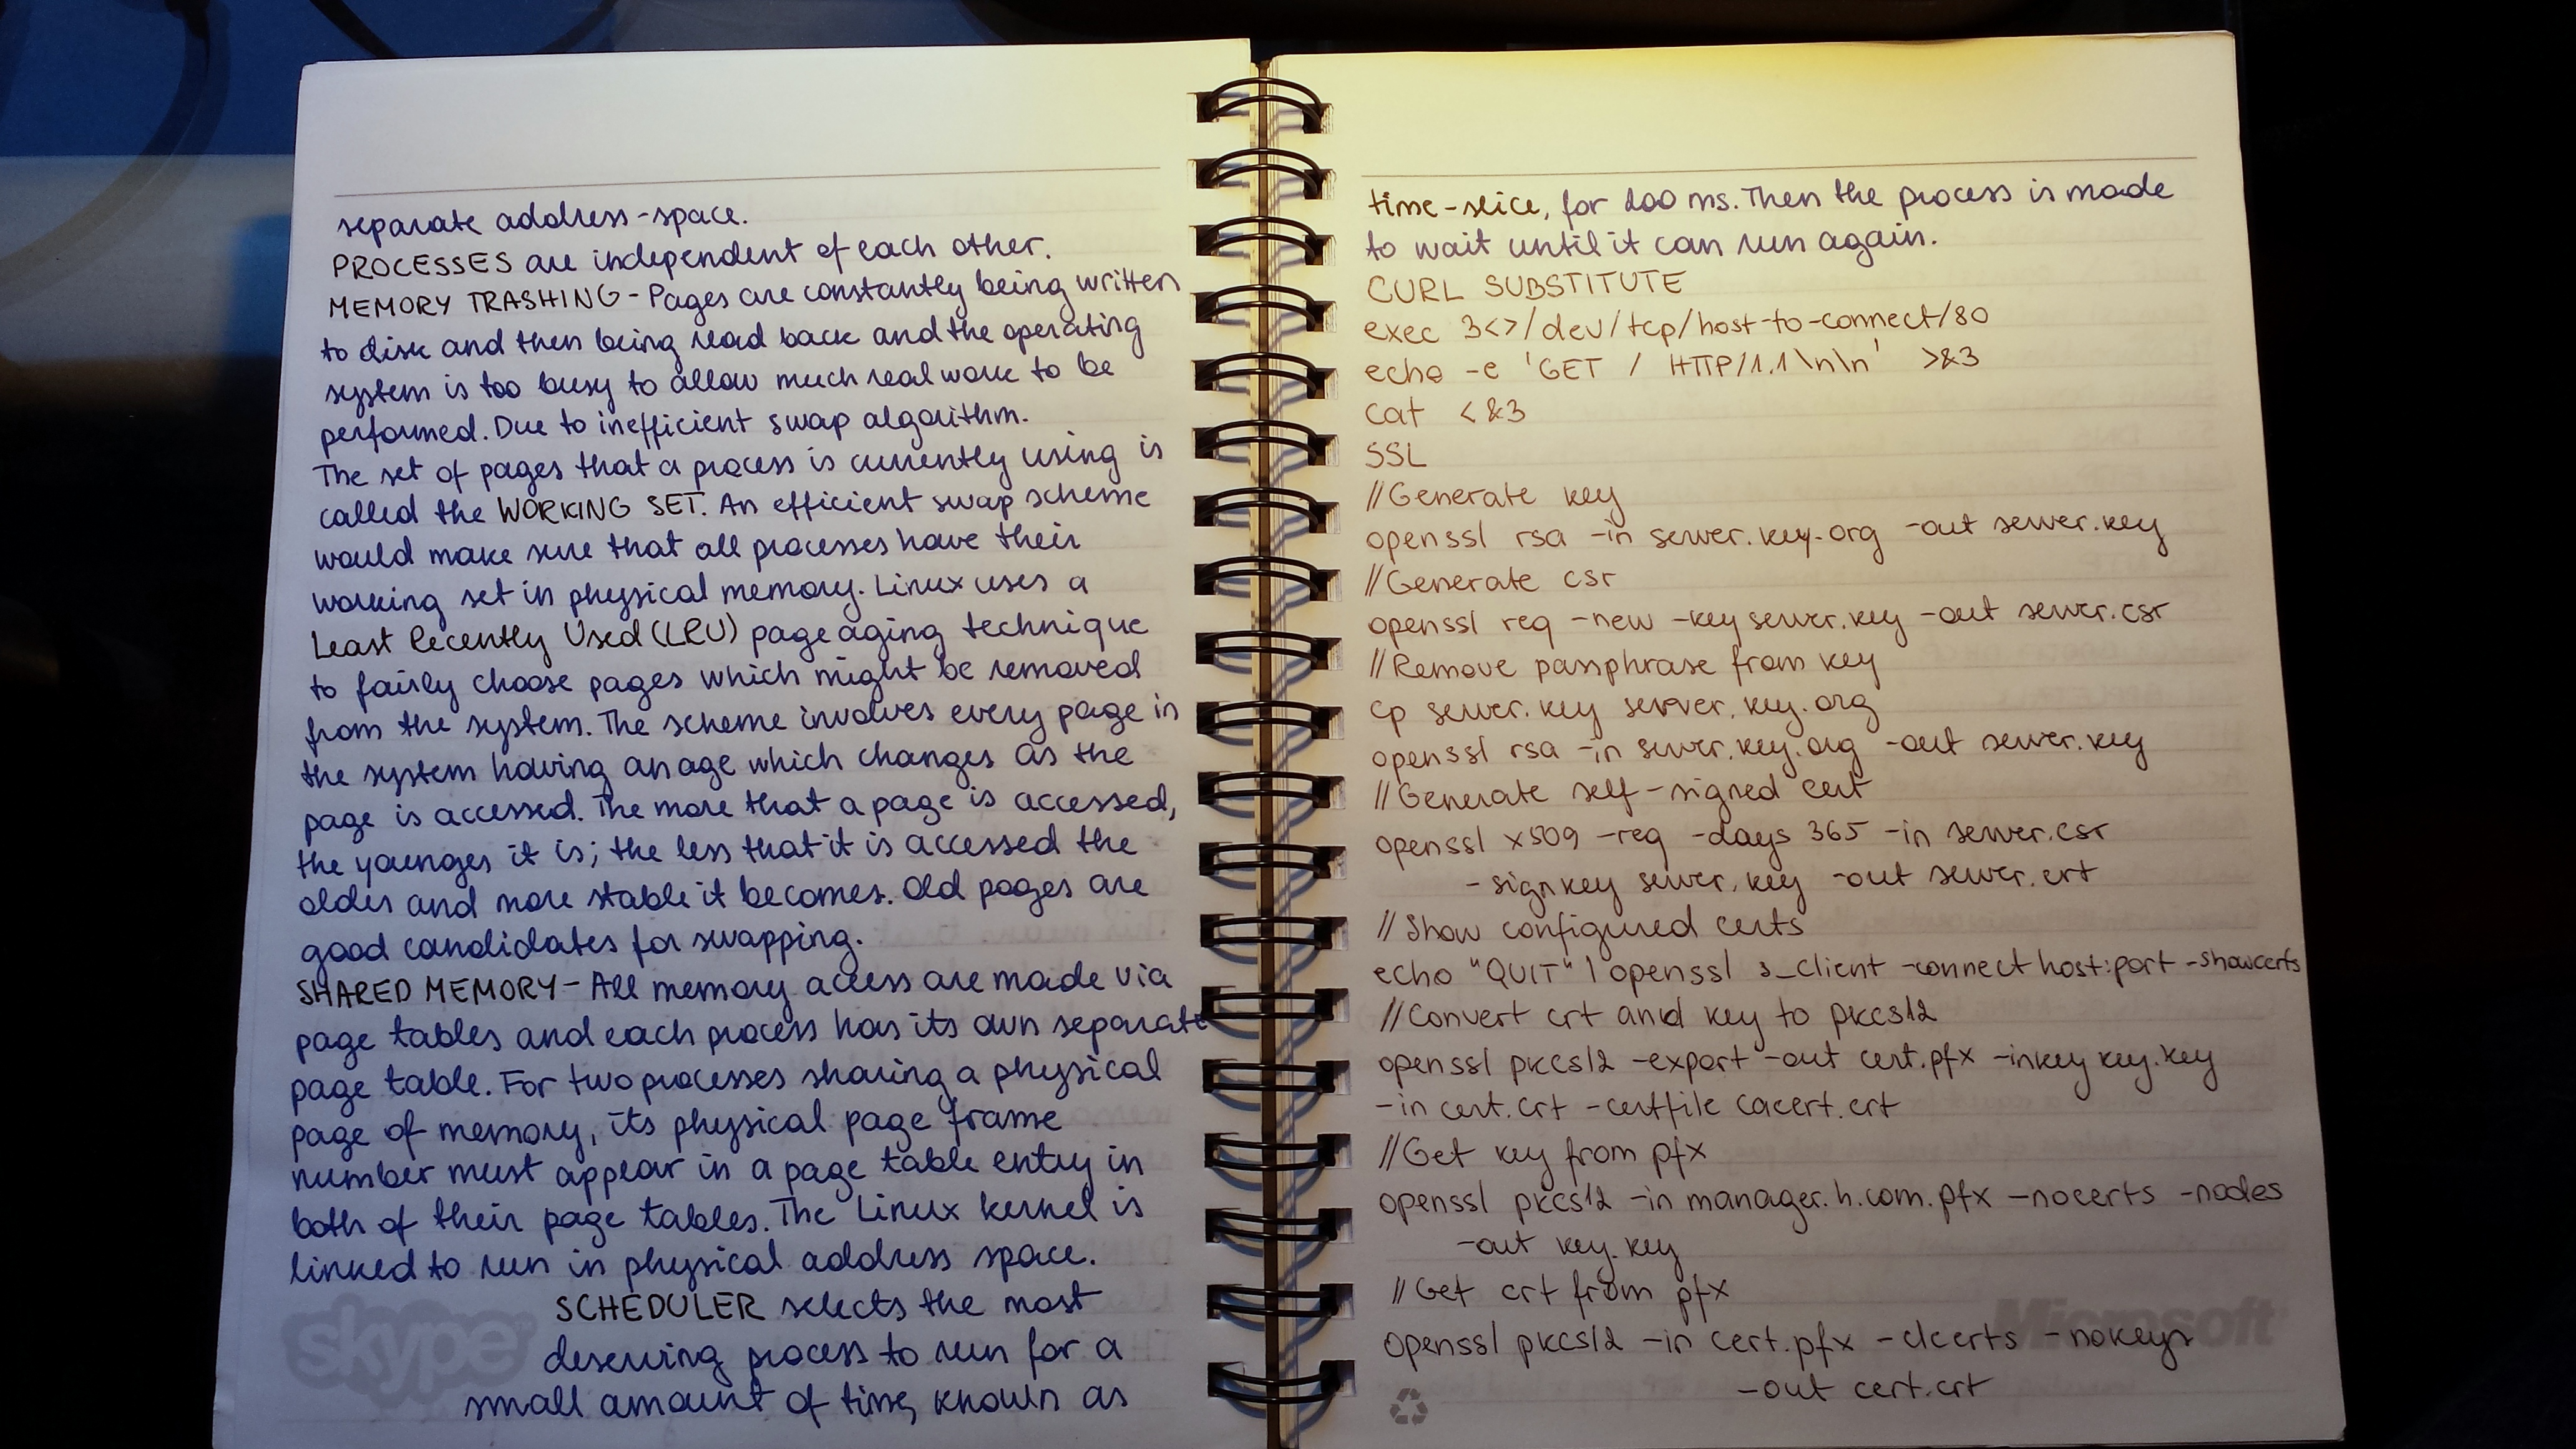 separate address-space.
PROCESSES are independent of each other.
MEMORY TRASHING - Pages are constantly being written
to disk and then being read back and the operating
system is too busy to allow much real work to be
performed. Due to inefficient swap algorithm.
The set of pages that a process is currently using is
called the WORKING SET. An efficient swap scheme
would make sure that all processes have their
working set in physical memory. Linux uses a
Least Recently Used (LRU) page aging technique
to fairly choose pages which might be removed
from the system. The scheme involves every page in
the system having an age which changes as the
page is accessed. The more that a page is accessed,
the younger it is; the less that it is accessed the
older and more stable it becomes. Old pages are
good candidates for swapping.
SHARED MEMORY - All memory access are made via
page tables and each process has its own separate
page table. For two processes sharing a physical
page of memory, its physical page frame
number must appear in a page table entry in
both of their page tables. The Linux kernel is
linked to run in physical address space.
SCHEDULER selects the most
deserving process to run for a
small amount of time, known as
skype
time-slice, for 200 ms. Then the process is made
to wait until it can run again.
CURL SUBSTITUTE
exec 3<>/dev/tcp/host-to-connect/80
echo -e 'GET / HTTP/1.1\n\n' >&3
cat <&3
SSL
//Generate key
openssl rsa -in server.key.org -out server.key
//Generate csr
openssl req -new -key server.key -out server.csr
//Remove passphrase from key
cp server.key server.key.org
openssl rsa -in server.key.org -out server.key
//Generate self-signed cert
openssl x509 -req -days 365 -in server.csr
-signkey server.key -out server.crt
//Show configured certs
echo "QUIT" | openssl s_client -connect host:port -showcerts
//Convert crt and key to pkcs12
openssl pkcs12 -export -out cert.pfx -inkey key.key
-in cert.crt -certfile cacert.crt
//Get key from pfx
openssl pkcs12 -in manager.h.com.pfx -nocerts -nodes
-out key.key
//Get crt from pfx
openssl pkcs12 -in cert.pfx -clcerts -nokeys
-out cert.crt
Microsoft